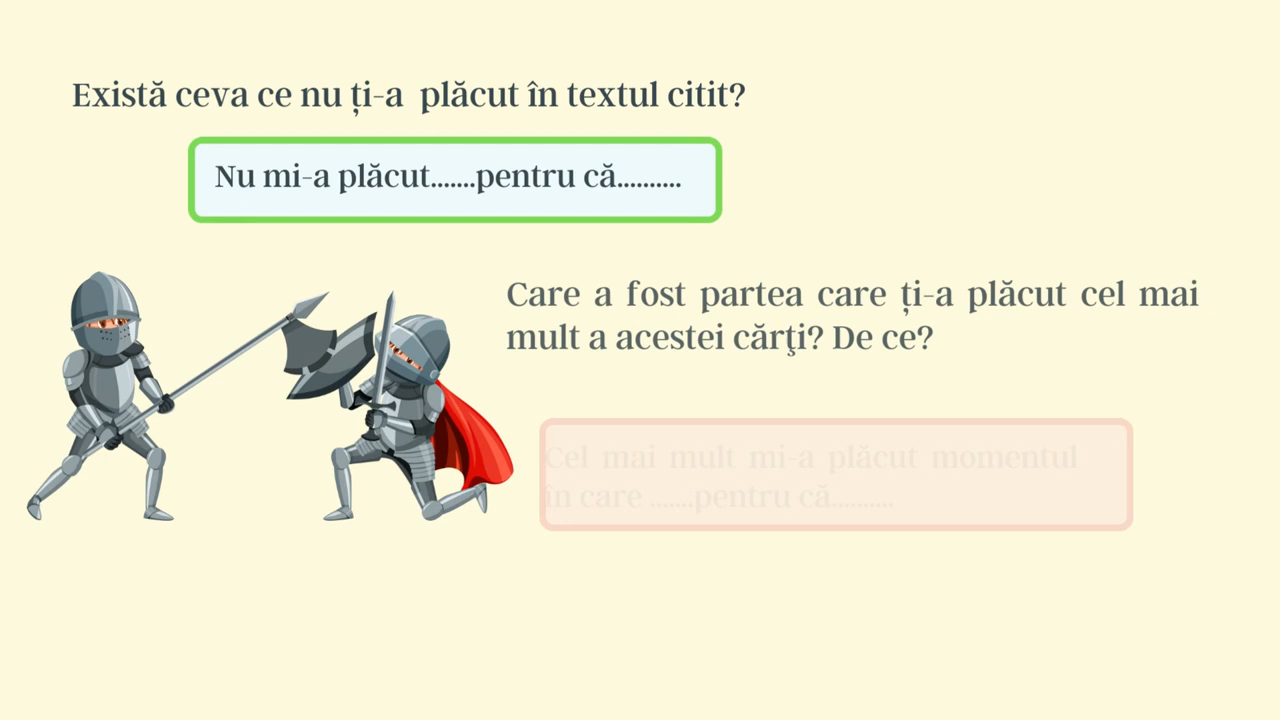 Există ceva ce nu ți-a plăcut în textul citit?
Nu mi-a plăcut.......pentru că..........
Care a fost partea care ți-a plăcut cel mai
mult a acestei cărţi? De ce?
Cel mai mult mi-a plăcut momentul
în care .......pentru că..........